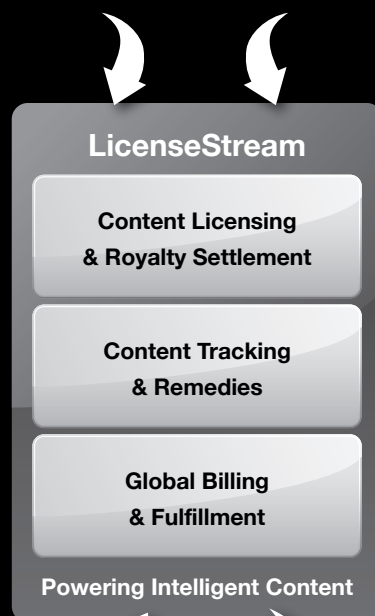 LicenseStream
Content Licensing
& Royalty Settlement
Content Tracking
& Remedies
Global Billing
& Fulfillment
Powering Intelligent Content